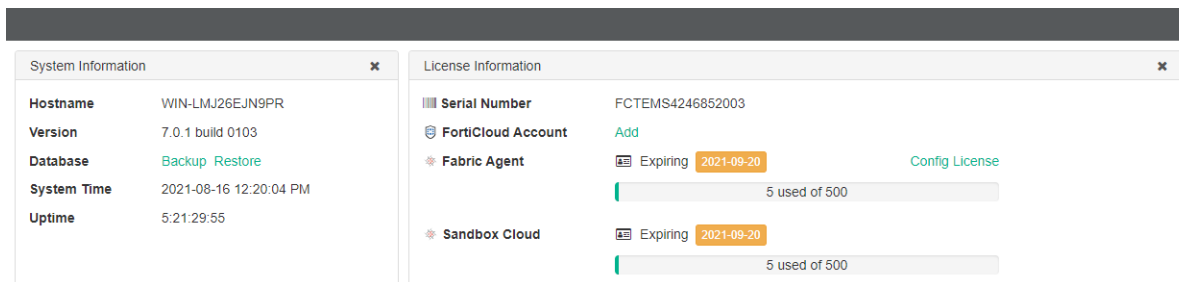 System Information
Hostname WIN-LMJ26EJN9PR
Version 7.0.1 build 0103
Database Backup Restore
System Time 2021-08-16 12:20:04 PM
Uptime 5:21:29:55
License Information
Serial Number FCTEMS4246852003
FortiCloud Account Add
Fabric Agent Expiring 2021-09-20 Config License
5 used of 500
Sandbox Cloud Expiring 2021-09-20
5 used of 500